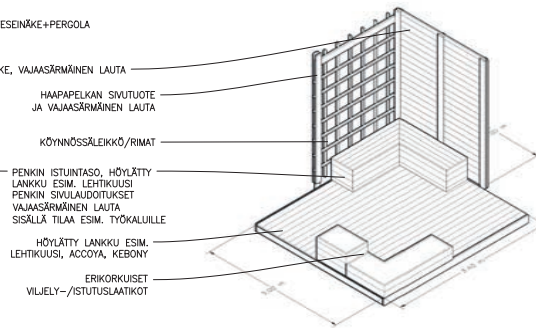 ESEINÄKE+PERGOLA
KE, VAJAASÄRMÄINEN LAUTA
HAAPAPELKAN SIVUTUOTE
JA VAJAASÄRMÄINEN LAUTA
KÖYNNÖSSÄLEIKKÖ/RIMAT
PENKIN ISTUINTASO, HÖYLÄTTY
LANKKU ESIM. LEHTIKUUSI
PENKIN SIVULAUDOITUKSET
VAJAASÄRMÄINEN LAUTA
SISÄLLÄ TILAA ESIM. TYÖKALUILLE
HÖYLÄTTY LANKKU ESIM.
LEHTIKUUSI, ACCOYA, KEBONY
ERIKORKUISET
VILJELY-/ISTUTUSLAATIKOT